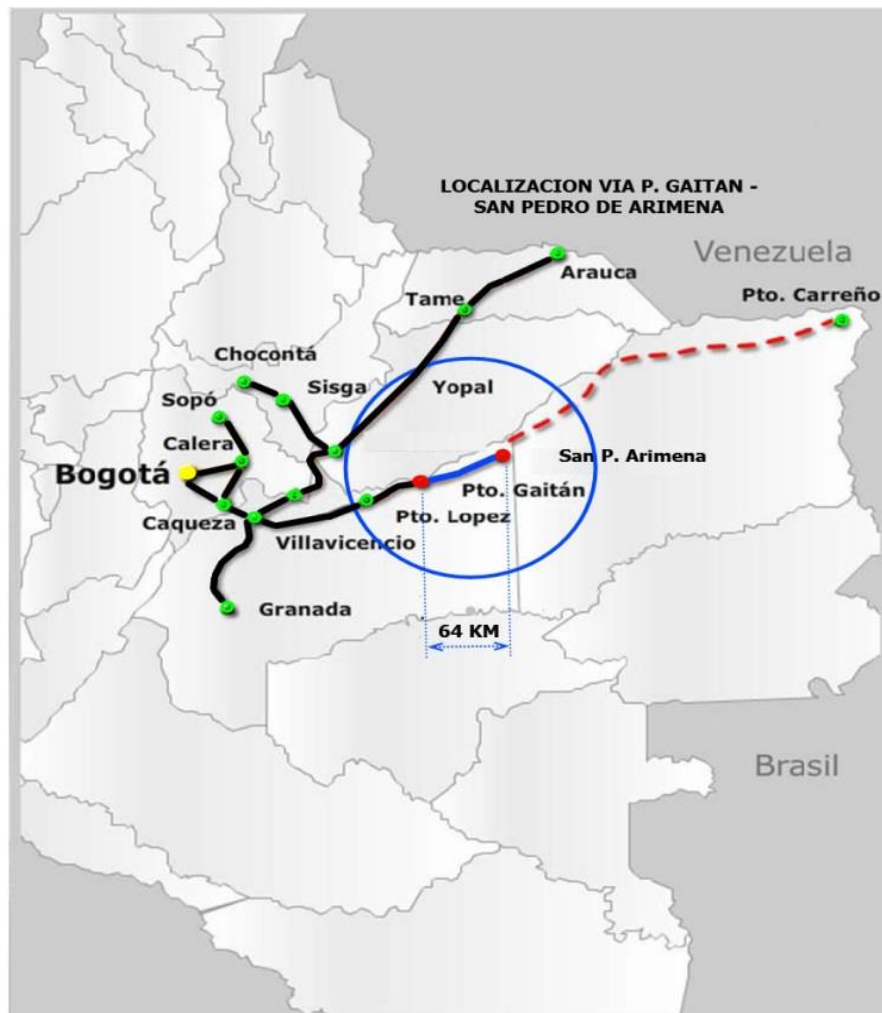 LOCALIZACION VIA P. GAITAN -
SAN PEDRO DE ARIMENA
Venezuela
Arauca
Pto. Carreño
Tame
Chocontá
Sisga
Yopal
Sopó
Calera
San P. Arimena
Bogotá
Pto. Gaitán
Caqueza
Pto. Lopez
Villavicencio
Granada
64 KM
Brasil